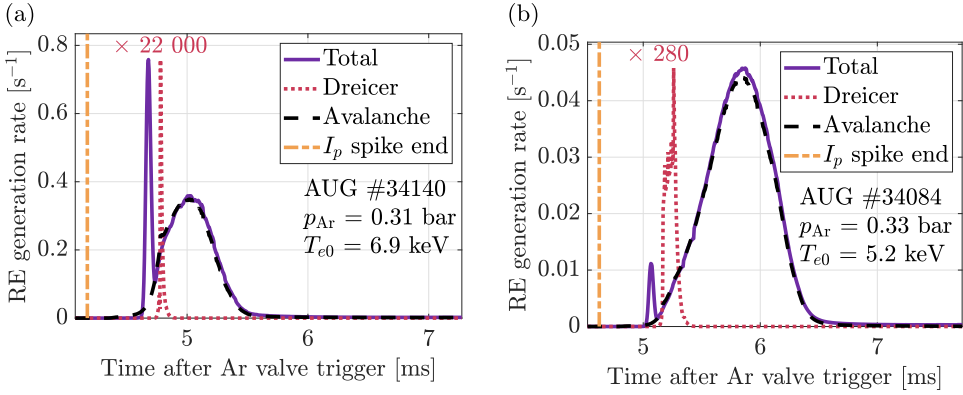 (a)
× 22 000
RE generation rate [s⁻¹]
0.8
0.6
0.4
0.2
0
Total
Dreicer
Avalanche
Iₚ spike end
AUG #34140
p_Ar = 0.31 bar
T_e0 = 6.9 keV
5
6
7
Time after Ar valve trigger [ms]
(b)
× 280
RE generation rate [s⁻¹]
0.05
0.04
0.03
0.02
0.01
0
Total
Dreicer
Avalanche
Iₚ spike end
AUG #34084
p_Ar = 0.33 bar
T_e0 = 5.2 keV
5
6
7
Time after Ar valve trigger [ms]